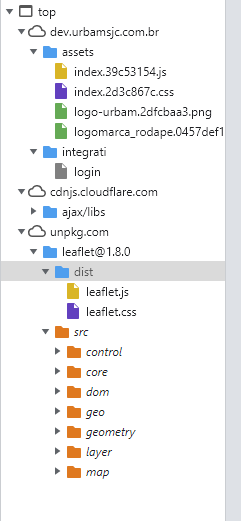 top
dev.urbamsjc.com.br
assets
index.39c53154.js
index.2d3c867c.css
logo-urbam.2dfcbaa3.png
logomarca_rodape.0457def1
integrati
login
cdnjs.cloudflare.com
ajax/libs
unpkg.com
leaflet@1.8.0
dist
leaflet.js
leaflet.css
src
control
core
dom
geo
geometry
layer
map